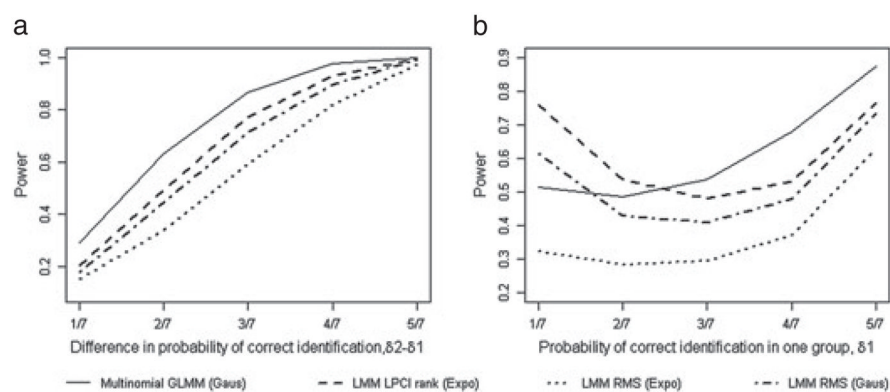 a
b
Power
1.0
0.8
0.6
0.4
0.2
1/7 2/7 3/7 4/7 5/7
Difference in probability of correct identification,δ2-δ1
Power
0.9
0.8
0.7
0.6
0.5
0.4
0.3
0.2
1/7 2/7 3/7 4/7 5/7
Probability of correct identification in one group, δ1
Multinomial GLMM (Gaus) LMM LPCI rank (Expo) LMM RMS (Expo) LMM RMS (Gaus)